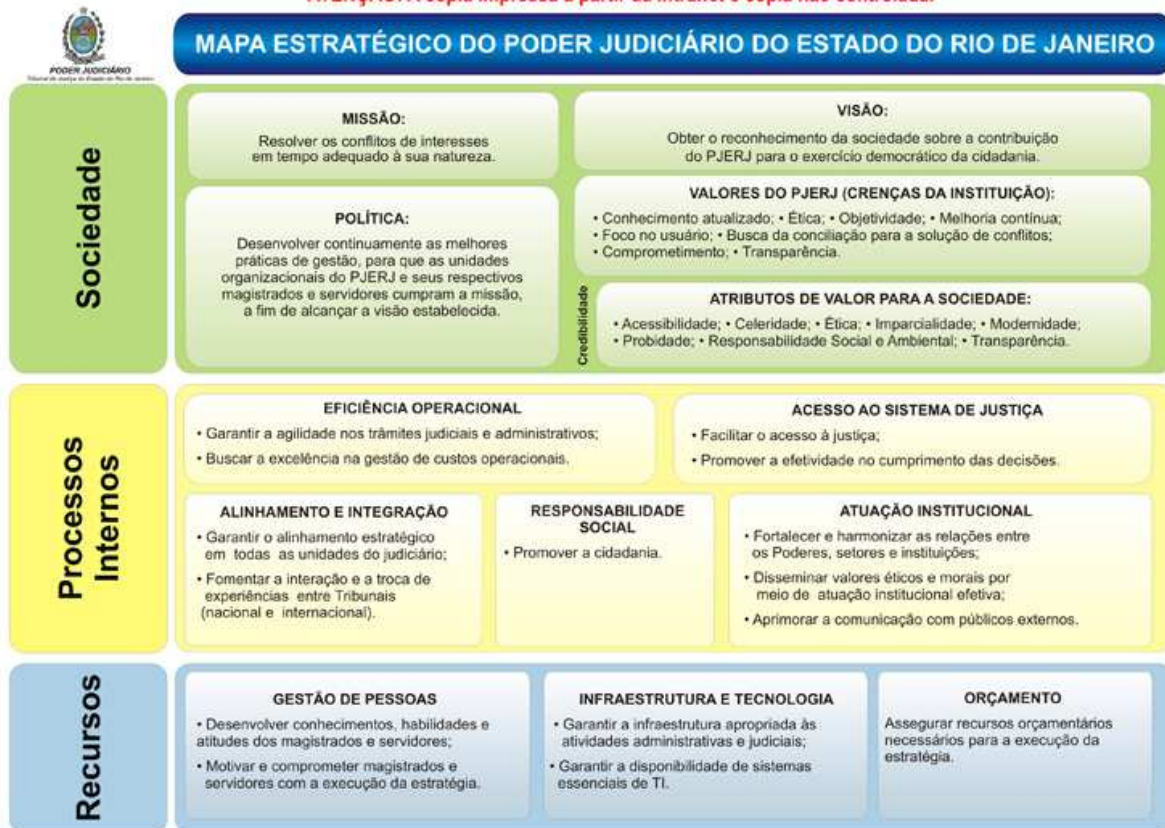 MAPA ESTRATÉGICO DO PODER JUDICIÁRIO DO ESTADO DO RIO DE JANEIRO
PODER JUDICIÁRIO
Sociedade
MISSÃO:
Resolver os conflitos de interesses
em tempo adequado à sua natureza.
VISÃO:
Obter o reconhecimento da sociedade sobre a contribuição
do PJERJ para o exercício democrático da cidadania.
POLÍTICA:
Desenvolver continuamente as melhores
práticas de gestão, para que as unidades
organizacionais do PJERJ e seus respectivos
magistrados e servidores cumpram a missão,
a fim de alcançar a visão estabelecida.
VALORES DO PJERJ (CRENÇAS DA INSTITUIÇÃO):
• Conhecimento atualizado; • Ética; • Objetividade; • Melhoria contínua;
• Foco no usuário; • Busca da conciliação para a solução de conflitos;
• Comprometimento; • Transparência.
Credibilidade
ATRIBUTOS DE VALOR PARA A SOCIEDADE:
• Acessibilidade; • Celeridade; • Ética; • Imparcialidade; • Modernidade;
• Probidade; • Responsabilidade Social e Ambiental; • Transparência.
Processos
Internos
EFICIÊNCIA OPERACIONAL
• Garantir a agilidade nos trâmites judiciais e administrativos;
• Buscar a excelência na gestão de custos operacionais.
ACESSO AO SISTEMA DE JUSTIÇA
• Facilitar o acesso à justiça;
• Promover a efetividade no cumprimento das decisões.
ALINHAMENTO E INTEGRAÇÃO
• Garantir o alinhamento estratégico
em todas as unidades do judiciário;
• Fomentar a interação e a troca de
experiências entre Tribunais
(nacional e internacional).
RESPONSABILIDADE
SOCIAL
• Promover a cidadania.
ATUAÇÃO INSTITUCIONAL
• Fortalecer e harmonizar as relações entre
os Poderes, setores e instituições;
• Disseminar valores éticos e morais por
meio de atuação institucional efetiva;
• Aprimorar a comunicação com públicos externos.
Recursos
GESTÃO DE PESSOAS
• Desenvolver conhecimentos, habilidades e
atitudes dos magistrados e servidores;
• Motivar e comprometer magistrados e
servidores com a execução da estratégia.
INFRAESTRUTURA E TECNOLOGIA
• Garantir a infraestrutura apropriada às
atividades administrativas e judiciais;
• Garantir a disponibilidade de sistemas
essenciais de TI.
ORÇAMENTO
Assegurar recursos orçamentários
necessários para a execução da
estratégia.